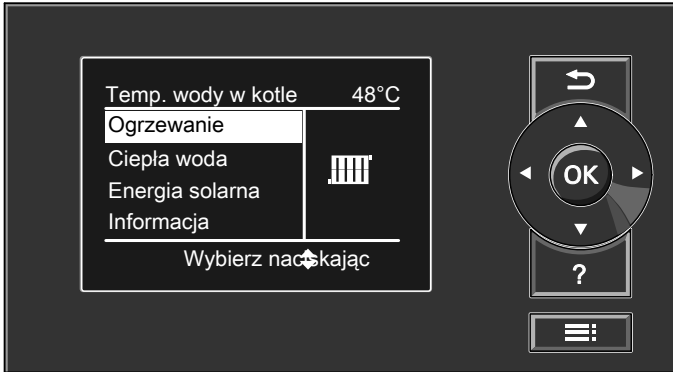 Temp. wody w kotle 48°C
Ogrzewanie
Ciepła woda
Energia solarna
Informacja
Wybierz naciskając
OK
?